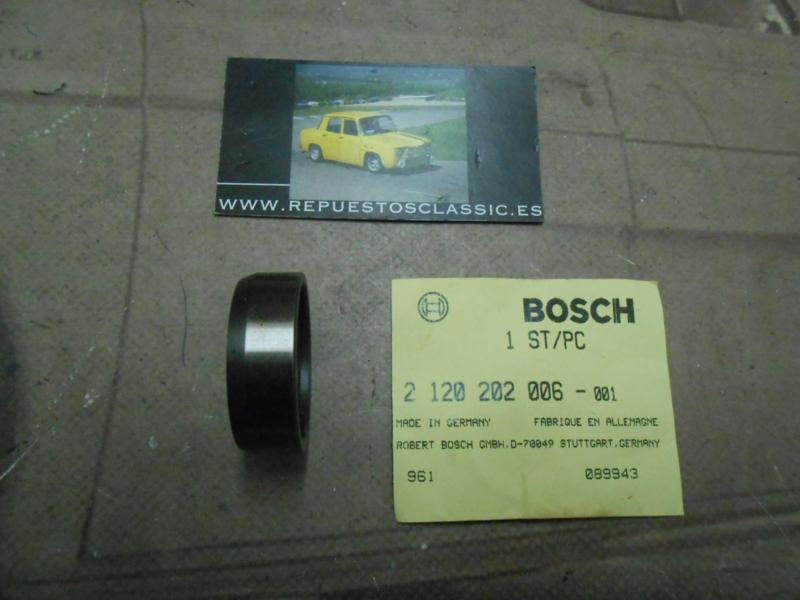 WWW.REPUESTOSCLASSIC.ES
BOSCH
1 ST/PC
2 120 202 006 - 001
MADE IN GERMANY FABRIQUE EN ALLEMAGNE
ROBERT BOSCH GMBH.D-70049 STUTTGART,GERMANY
961 089943